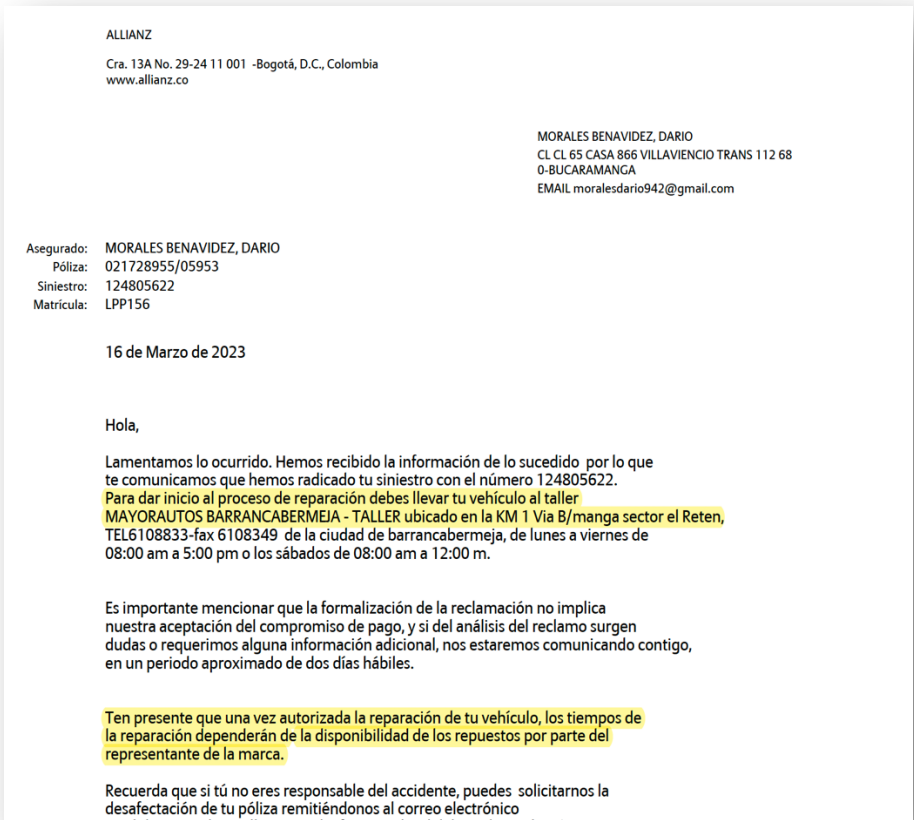 ALLIANZ
Cra. 13A No. 29-24 11 001 -Bogotá, D.C., Colombia
www.allianz.co
MORALES BENAVIDEZ, DARIO
CL CL 65 CASA 866 VILLAVIENCIO TRANS 112 68
0-BUCARAMANGA
EMAIL moralesdario942@gmail.com
Asegurado: MORALES BENAVIDEZ, DARIO
Póliza: 021728955/05953
Siniestro: 124805622
Matrícula: LPP156
16 de Marzo de 2023
Hola,
Lamentamos lo ocurrido. Hemos recibido la información de lo sucedido por lo que
te comunicamos que hemos radicado tu siniestro con el número 124805622.
Para dar inicio al proceso de reparación debes llevar tu vehículo al taller
MAYORAUTOS BARRANCABERMEJA - TALLER ubicado en la KM 1 Via B/manga sector el Reten,
TEL6108833-fax 6108349 de la ciudad de barrancabermeja, de lunes a viernes de
08:00 am a 5:00 pm o los sábados de 08:00 am a 12:00 m.
Es importante mencionar que la formalización de la reclamación no implica
nuestra aceptación del compromiso de pago, y si del análisis del reclamo surgen
dudas o requerimos alguna información adicional, nos estaremos comunicando contigo,
en un periodo aproximado de dos días hábiles.
Ten presente que una vez autorizada la reparación de tu vehículo, los tiempos de
la reparación dependerán de la disponibilidad de los repuestos por parte del
representante de la marca.
Recuerda que si tú no eres responsable del accidente, puedes solicitarnos la
desafectación de tu póliza remitiéndonos al correo electrónico